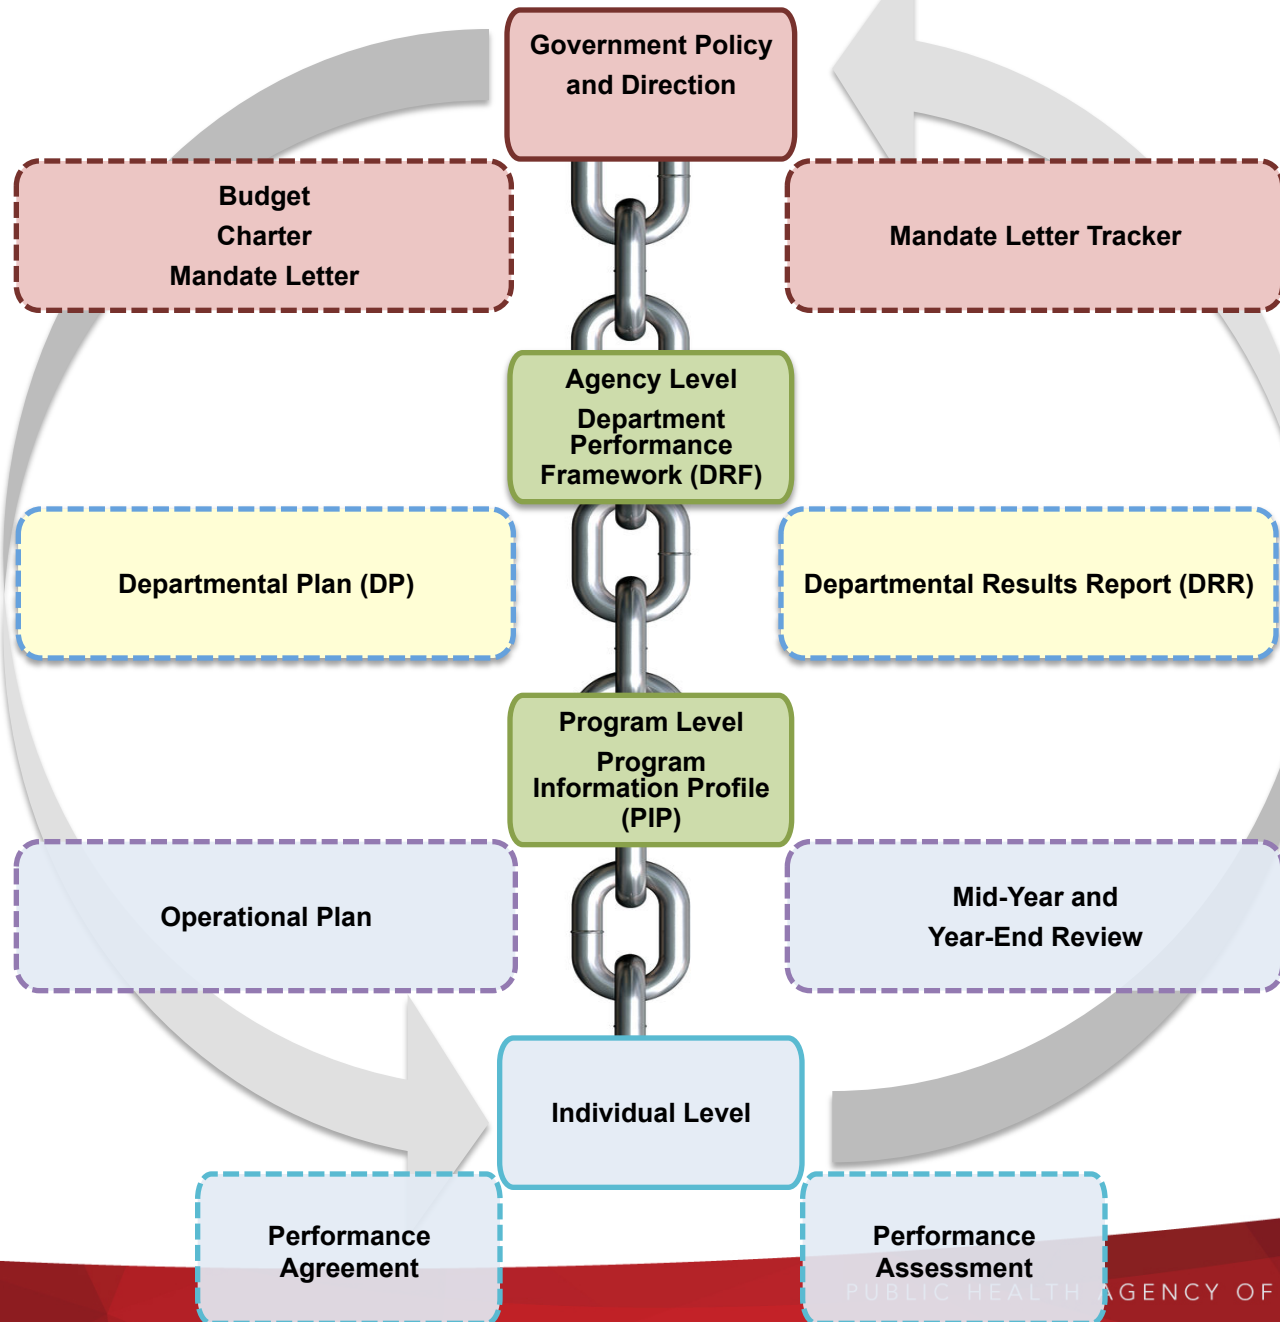 Government Policy
and Direction
Budget
Charter
Mandate Letter
Mandate Letter Tracker
Agency Level
Department
Performance
Framework (DRF)
Departmental Plan (DP)
Departmental Results Report (DRR)
Program Level
Program
Information Profile
(PIP)
Operational Plan
Mid-Year and
Year-End Review
Individual Level
Performance
Agreement
Performance
Assessment
PUBLIC HEALTH AGENCY OF